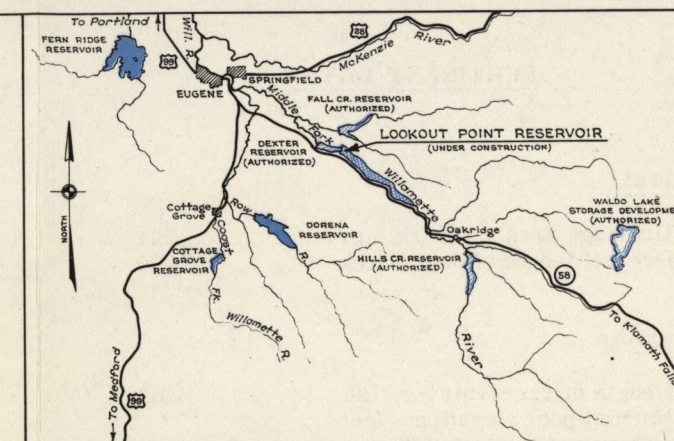 To Portland
FERN RIDGE
RESERVOIR
99
Will. R.
28
McKenzie River
EUGENE
SPRINGFIELD
Middle Fork Willamette
FALL CR. RESERVOIR
(AUTHORIZED)
LOOKOUT POINT RESERVOIR
(UNDER CONSTRUCTION)
DEXTER
RESERVOIR
(AUTHORIZED)
NORTH
Cottage
Grove
Row R.
DORENA
RESERVOIR
Oakridge
WALDO LAKE
STORAGE DEVELOPME
(AUTHORIZED)
COTTAGE
GROVE
RESERVOIR
Coast Fk. Willamette R.
HILLS CR. RESERVOIR
(AUTHORIZED)
58
To Klamath Falls
River
To Medford
99